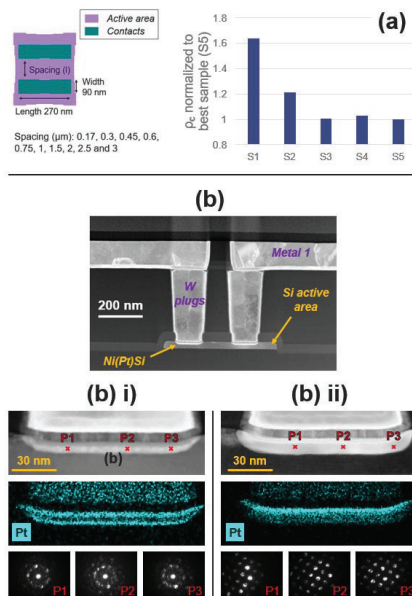 Active area
Contacts
(a)
Spacing (l)
Width
90 nm
Length 270 nm
Spacing (μm): 0.17, 0.3, 0.45, 0.6,
0.75, 1, 1.5, 2, 2.5 and 3
ρc normalized to
best sample (S5)
1.8
1.6
1.4
1.2
1
0.8
S1 S2 S3 S4 S5
(b)
Metal 1
W
plugs
Si active
area
200 nm
Ni(Pt)Si
(b) i)
(b) ii)
P1 P2 P3
(b)
30 nm
P1 P2 P3
30 nm
Pt
Pt
P1 P2 P3
P1 P2 P3